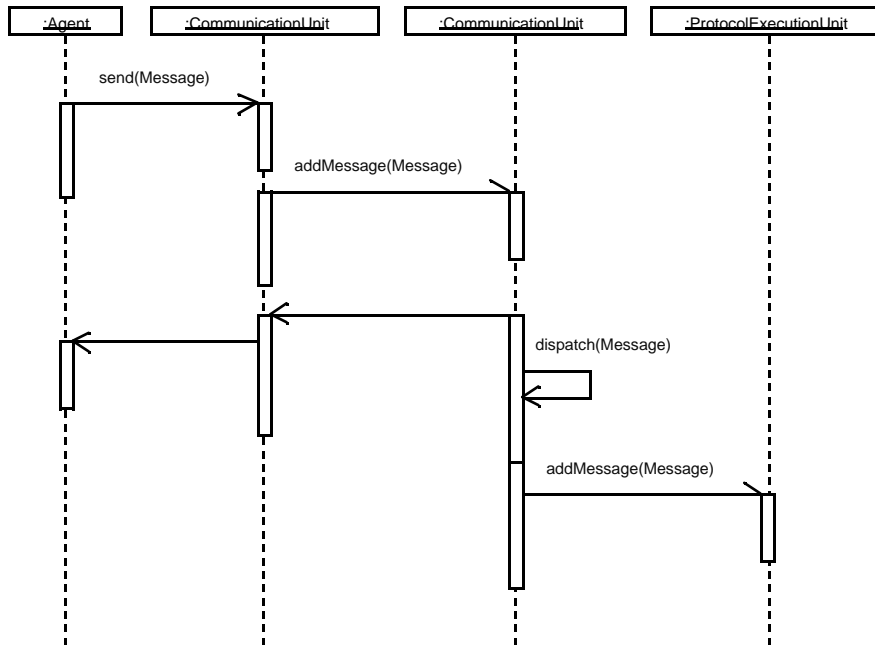 :Agent
:CommunicationUnit
:CommunicationUnit
:ProtocolExecutionUnit
send(Message)
addMessage(Message)
dispatch(Message)
addMessage(Message)